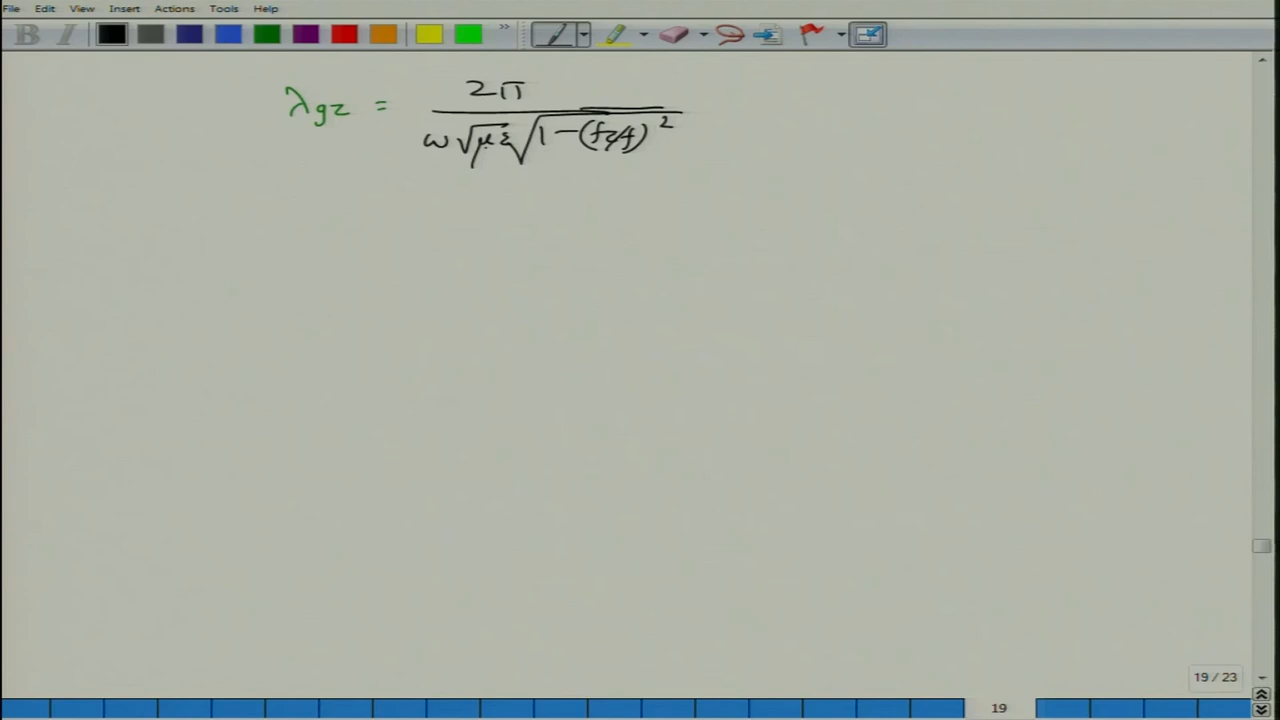 File Edit View Insert Actions Tools Help
B I
λgz = 2π / ω√με √1-(fc/f)²
19 / 23
19